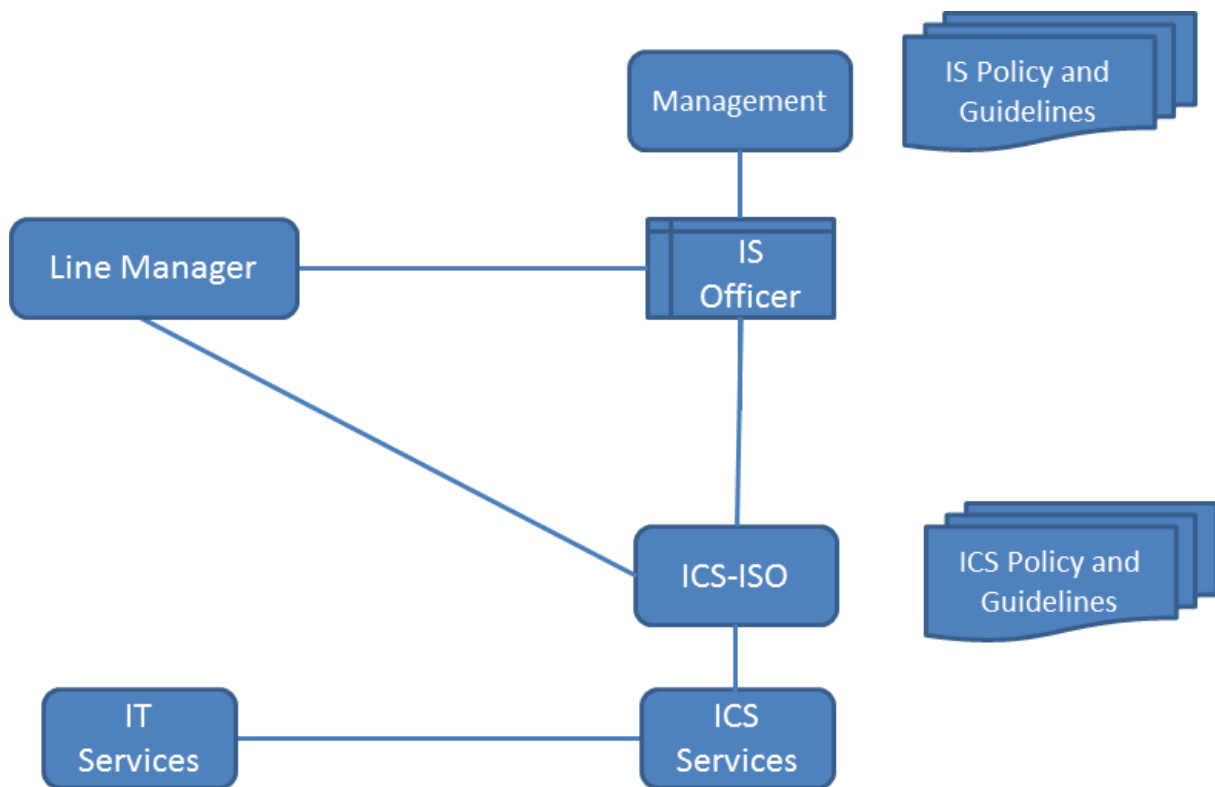 Management
IS Policy and
Guidelines
Line Manager
IS
Officer
ICS-ISO
ICS Policy and
Guidelines
IT
Services
ICS
Services